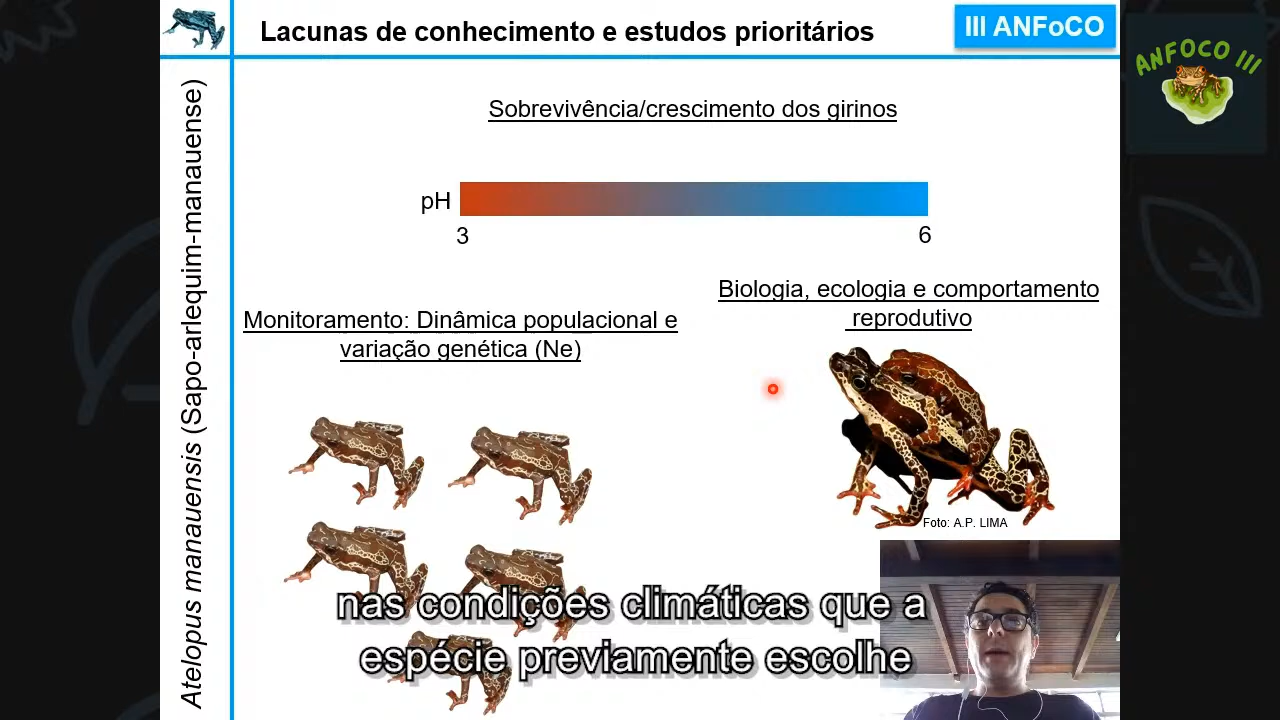 Lacunas de conhecimento e estudos prioritários
III ANFoCO
ANFOCO III
Atelopus manauensis (Sapo-arlequim-manauense)
Sobrevivência/crescimento dos girinos
pH
3
6
Monitoramento: Dinâmica populacional e
variação genética (Ne)
Biologia, ecologia e comportamento
reprodutivo
Foto: A.P. LIMA
nas condições climáticas que a
espécie previamente escolhe